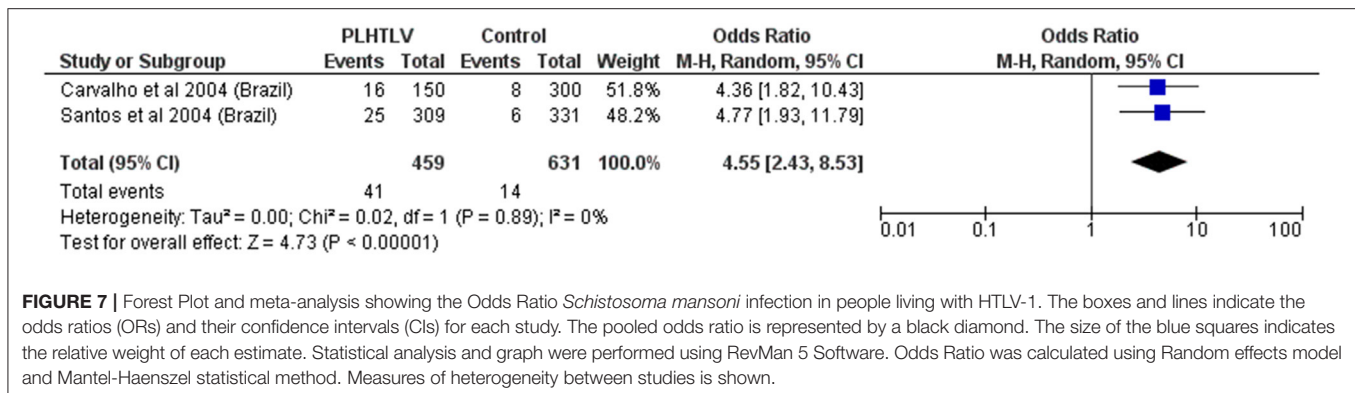 PLHTLV Control Odds Ratio Odds Ratio
Study or Subgroup Events Total Events Total Weight M-H, Random, 95% CI M-H, Random, 95% CI
Carvalho et al 2004 (Brazil) 16 150 8 300 51.8% 4.36 [1.82, 10.43]
Santos et al 2004 (Brazil) 25 309 6 331 48.2% 4.77 [1.93, 11.79]
Total (95% CI) 459 631 100.0% 4.55 [2.43, 8.53]
Total events 41 14
Heterogeneity: Tau² = 0.00; Chi² = 0.02, df = 1 (P = 0.89); I² = 0%
Test for overall effect: Z = 4.73 (P < 0.00001)
0.01 0.1 1 10 100
FIGURE 7 | Forest Plot and meta-analysis showing the Odds Ratio Schistosoma mansoni infection in people living with HTLV-1. The boxes and lines indicate the
odds ratios (ORs) and their confidence intervals (CIs) for each study. The pooled odds ratio is represented by a black diamond. The size of the blue squares indicates
the relative weight of each estimate. Statistical analysis and graph were performed using RevMan 5 Software. Odds Ratio was calculated using Random effects model
and Mantel-Haenszel statistical method. Measures of heterogeneity between studies is shown.